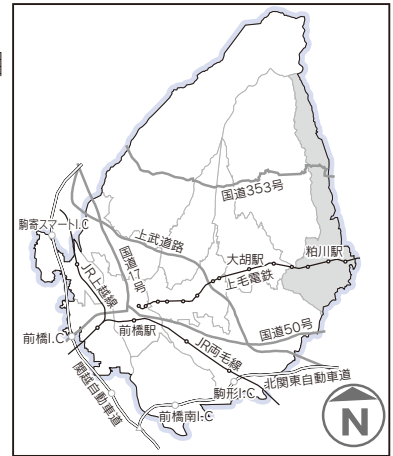 国道353号
駒寄スマートI.C
上武道路
国道17号
大胡駅
粕川駅
上毛電鉄
JR上越線
前橋I.C
前橋駅
国道50号
JR両毛線
関越自動車道
駒形I.C
北関東自動車道
前橋南I.C
N